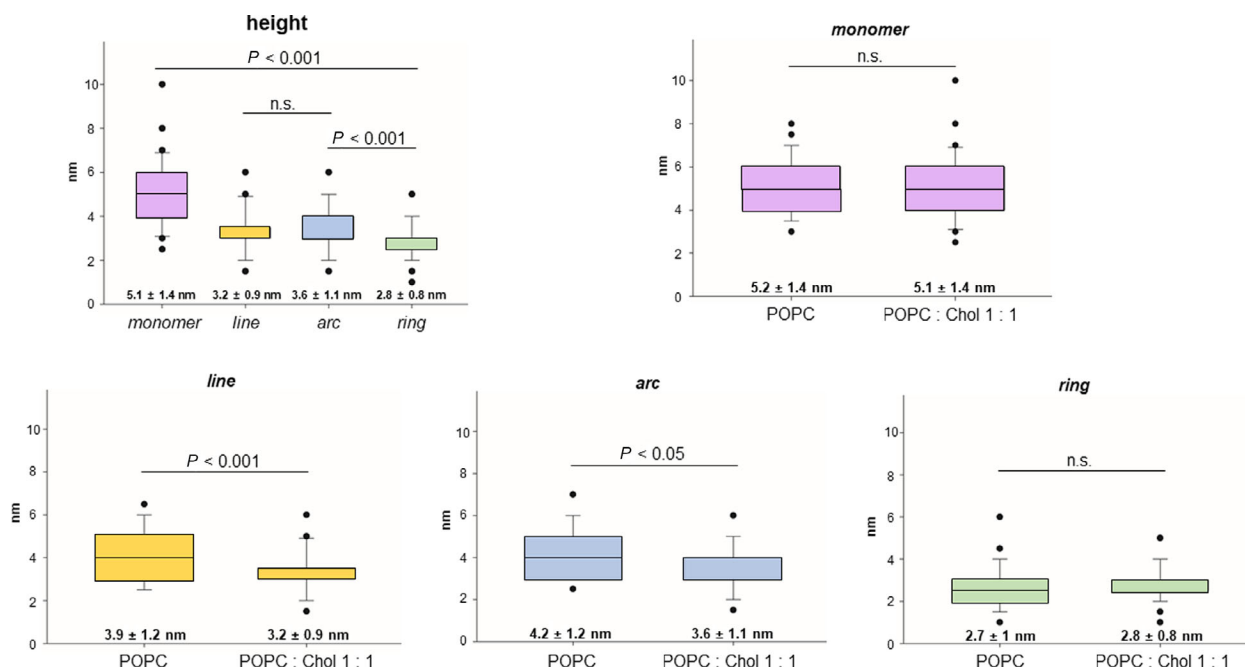 height
P < 0.001
n.s.
P < 0.001
nm
10
8
6
4
2
0
5.1 ± 1.4 nm 3.2 ± 0.9 nm 3.6 ± 1.1 nm 2.8 ± 0.8 nm
monomer line arc ring
monomer
n.s.
nm
10
8
6
4
2
0
5.2 ± 1.4 nm 5.1 ± 1.4 nm
POPC POPC : Chol 1 : 1
line
P < 0.001
nm
10
8
6
4
2
0
3.9 ± 1.2 nm 3.2 ± 0.9 nm
POPC POPC : Chol 1 : 1
arc
P < 0.05
nm
10
8
6
4
2
0
4.2 ± 1.2 nm 3.6 ± 1.1 nm
POPC POPC : Chol 1 : 1
ring
n.s.
nm
10
8
6
4
2
0
2.7 ± 1 nm 2.8 ± 0.8 nm
POPC POPC : Chol 1 : 1